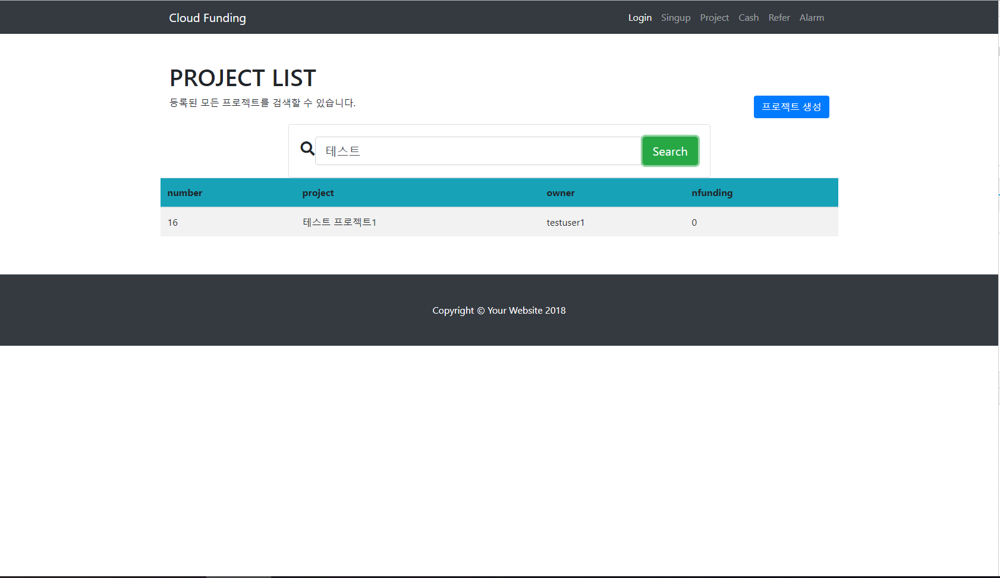 Cloud Funding Login Singup Project Cash Refer Alarm
PROJECT LIST
등록된 모든 프로젝트를 검색할 수 있습니다.
프로젝트 생성
테스트 Search
number project owner nfunding
16 테스트 프로젝트1 testuser1 0
Copyright © Your Website 2018